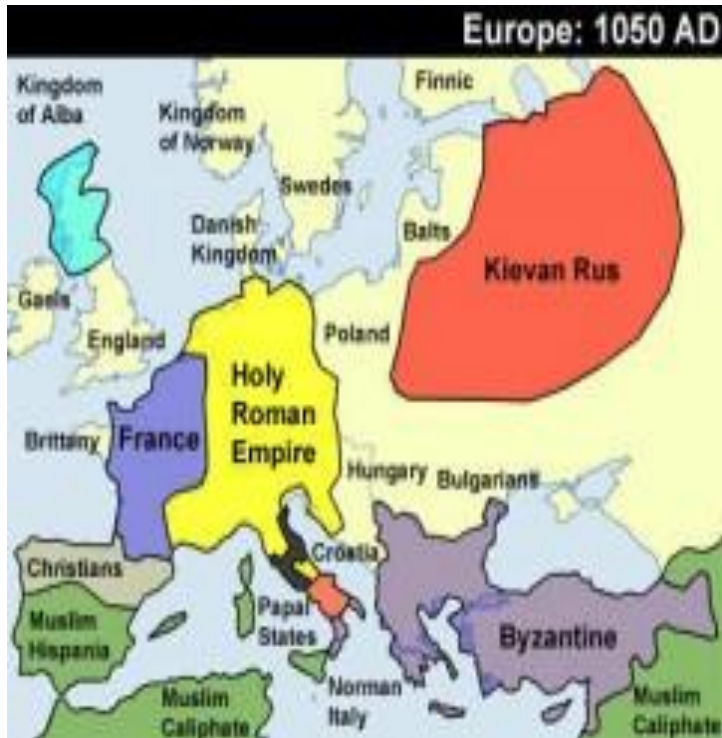 Europe: 1050 AD
Kingdom
of Alba
Kingdom
of Norway
Finnic
Swedes
Danish
Kingdom
Balts
Kievan Rus
Gaels
England
Poland
Holy
Roman
Empire
Brittany
France
Hungary
Bulgarians
Croatia
Christians
Muslim
Hispania
Papal
States
Byzantine
Norman
Italy
Muslim
Caliphate
Muslim
Caliphate